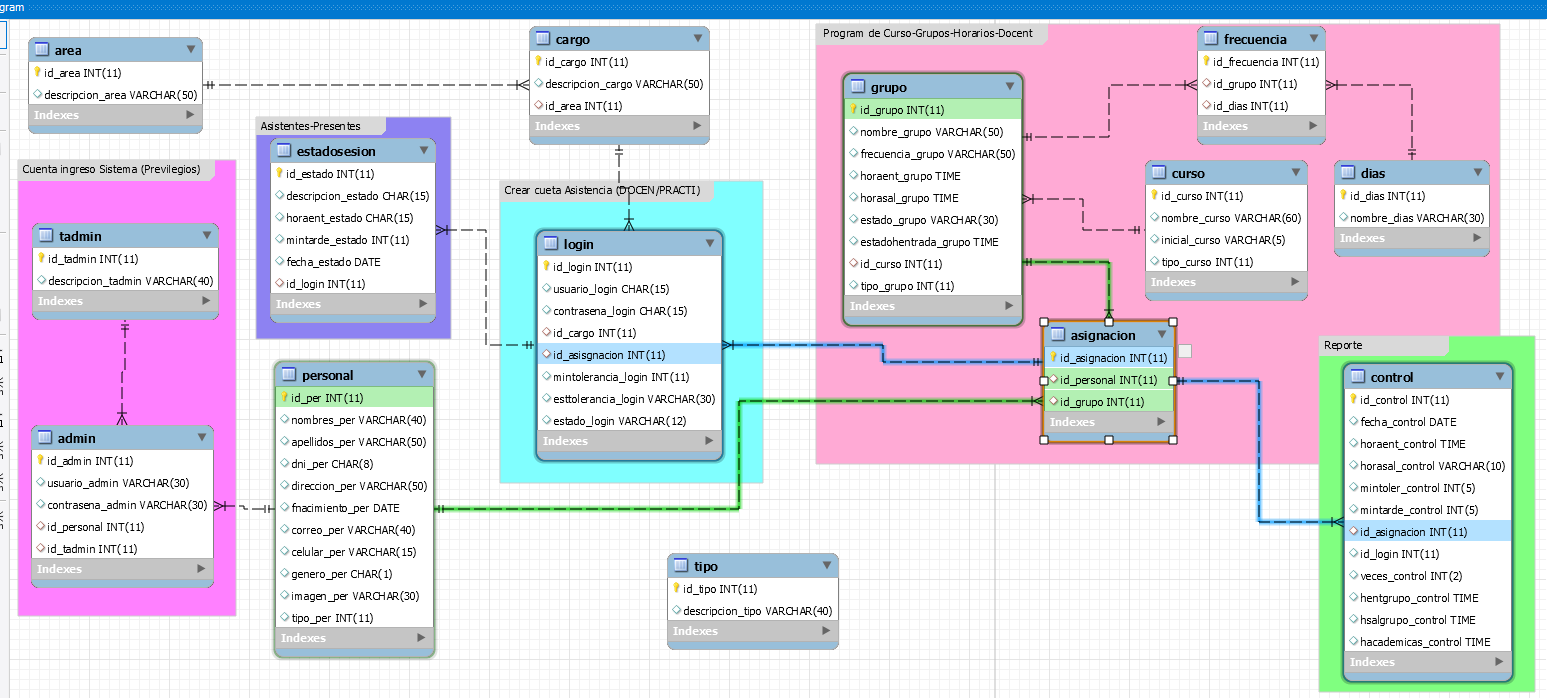 gram
area
id_area INT(11)
descripcion_area VARCHAR(50)
Indexes
cargo
id_cargo INT(11)
descripcion_cargo VARCHAR(50)
id_area INT(11)
Indexes
Program de Curso-Grupos-Horarios-Docent
frecuencia
id_frecuencia INT(11)
id_grupo INT(11)
id_dias INT(11)
Indexes
grupo
id_grupo INT(11)
nombre_grupo VARCHAR(50)
frecuencia_grupo VARCHAR(50)
horaent_grupo TIME
horasal_grupo TIME
estado_grupo VARCHAR(30)
estadohentrada_grupo TIME
id_curso INT(11)
tipo_grupo INT(11)
Indexes
curso
id_curso INT(11)
nombre_curso VARCHAR(60)
inicial_curso VARCHAR(5)
tipo_curso INT(11)
Indexes
dias
id_dias INT(11)
nombre_dias VARCHAR(30)
Indexes
Asistentes-Presentes
estadosesion
id_estado INT(11)
descripcion_estado CHAR(15)
horaent_estado CHAR(15)
mintarde_estado INT(11)
fecha_estado DATE
id_login INT(11)
Indexes
Cuenta ingreso Sistema (Previlegios)
tadmin
id_tadmin INT(11)
descripcion_tadmin VARCHAR(40)
Indexes
admin
id_admin INT(11)
usuario_admin VARCHAR(30)
contrasena_admin VARCHAR(30)
id_personal INT(11)
id_tadmin INT(11)
Indexes
Crear cueta Asistencia (DOCEN/PRACTI)
login
id_login INT(11)
usuario_login CHAR(15)
contrasena_login CHAR(15)
id_cargo INT(11)
id_asisgnacion INT(11)
mintolerancia_login INT(11)
esttolerancia_login VARCHAR(30)
estado_login VARCHAR(12)
Indexes
asignacion
id_asignacion INT(11)
id_personal INT(11)
id_grupo INT(11)
Indexes
personal
id_per INT(11)
nombres_per VARCHAR(40)
apellidos_per VARCHAR(50)
dni_per CHAR(8)
direccion_per VARCHAR(50)
fnacimiento_per DATE
correo_per VARCHAR(40)
celular_per VARCHAR(15)
genero_per CHAR(1)
imagen_per VARCHAR(30)
tipo_per INT(11)
Indexes
tipo
id_tipo INT(11)
descripcion_tipo VARCHAR(40)
Indexes
Reporte
control
id_control INT(11)
fecha_control DATE
horaent_control TIME
horasal_control VARCHAR(10)
mintoler_control INT(5)
mintarde_control INT(5)
id_asignacion INT(11)
id_login INT(11)
veces_control INT(2)
hentgrupo_control TIME
hsalgrupo_control TIME
hacademicas_control TIME
Indexes